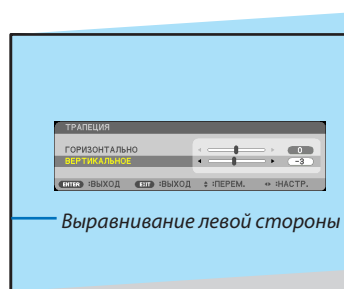 ТРАПЕЦИЯ
ГОРИЗОНТАЛЬНО 0
ВЕРТИКАЛЬНОЕ -3
ENTER :ВЫХОД EXIT :ВЫХОД :ПЕРЕМ. :НАСТР.
Выравнивание левой стороны